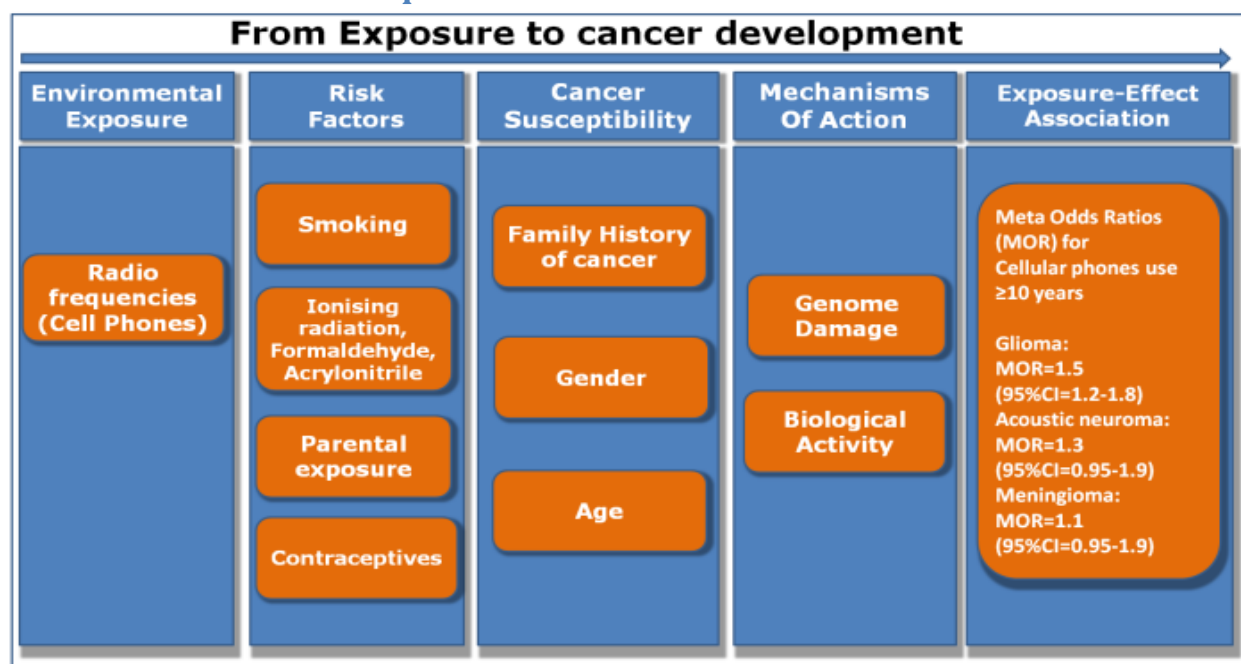 From Exposure to cancer development
Environmental
Exposure
Risk
Factors
Cancer
Susceptibility
Mechanisms
Of Action
Exposure-Effect
Association
Radio
frequencies
(Cell Phones)
Smoking
Ionising
radiation,
Formaldehyde,
Acrylonitrile
Parental
exposure
Contraceptives
Family History
of cancer
Gender
Age
Genome
Damage
Biological
Activity
Meta Odds Ratios
(MOR) for
Cellular phones use
≥10 years
Glioma:
MOR=1.5
(95%CI=1.2-1.8)
Acoustic neuroma:
MOR=1.3
(95%CI=0.95-1.9)
Meningioma:
MOR=1.1
(95%CI=0.95-1.9)